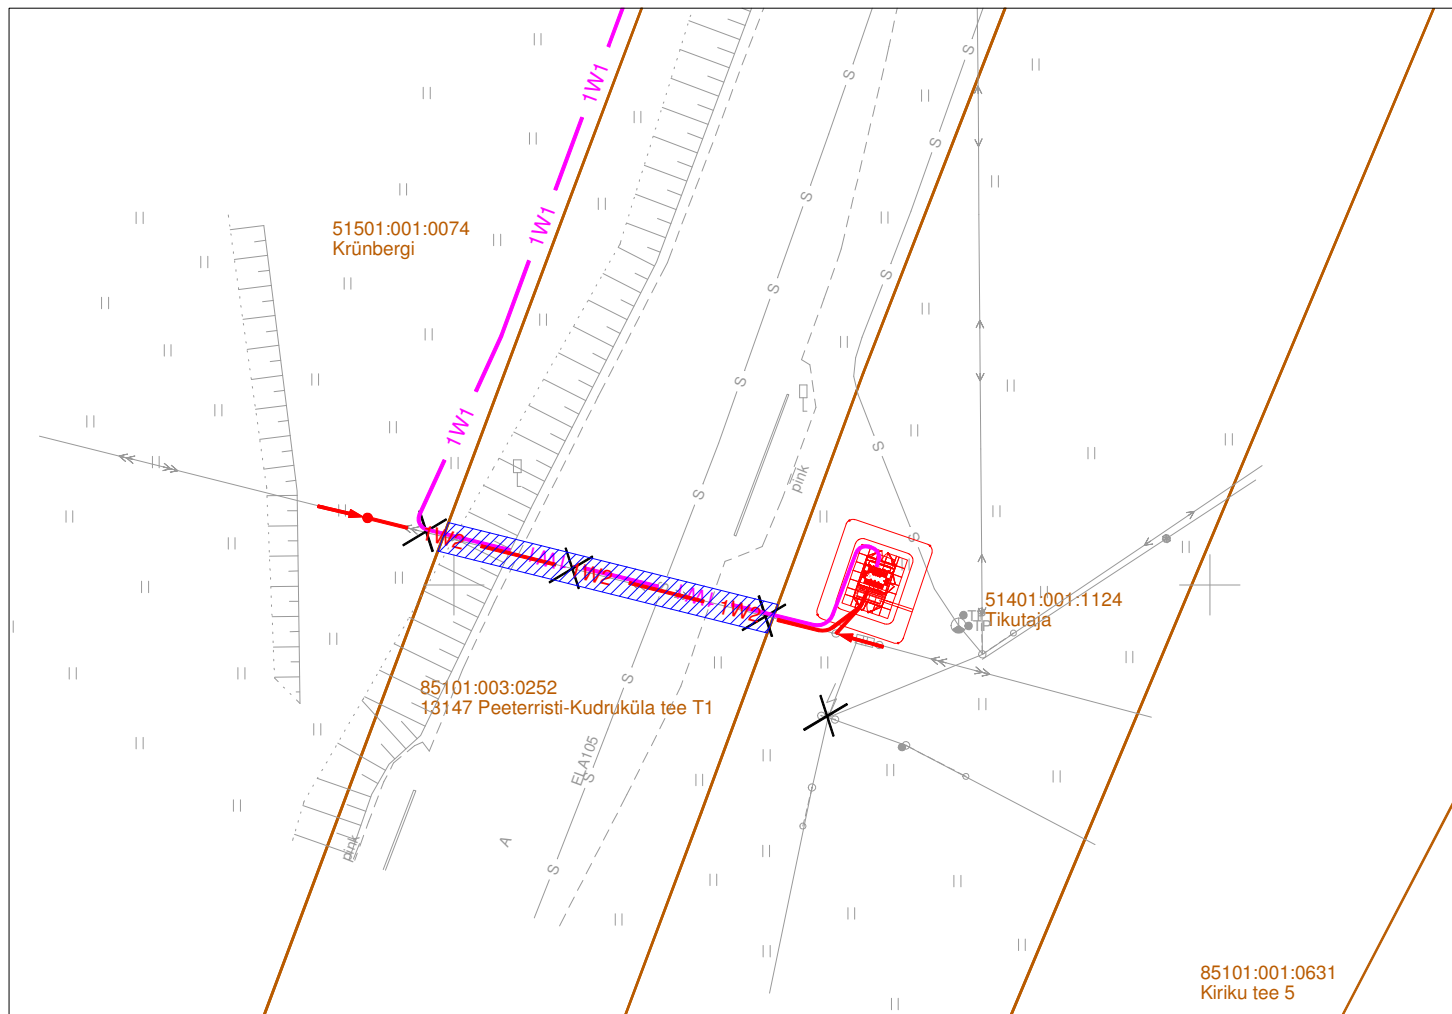 1W1
1W1
51501:001:0074
Krünbergi
1W1
pink
1W2
1W2
1W2
51401:001:1124
Tikutaja
85101:003:0252
13147 Peeterristi-Kudruküla tee T1
ELA105
pink
A
85101:001:0631
Kiriku tee 5
S
S
S
S
S
S
S
S
S
S
S
S
S
S
TP